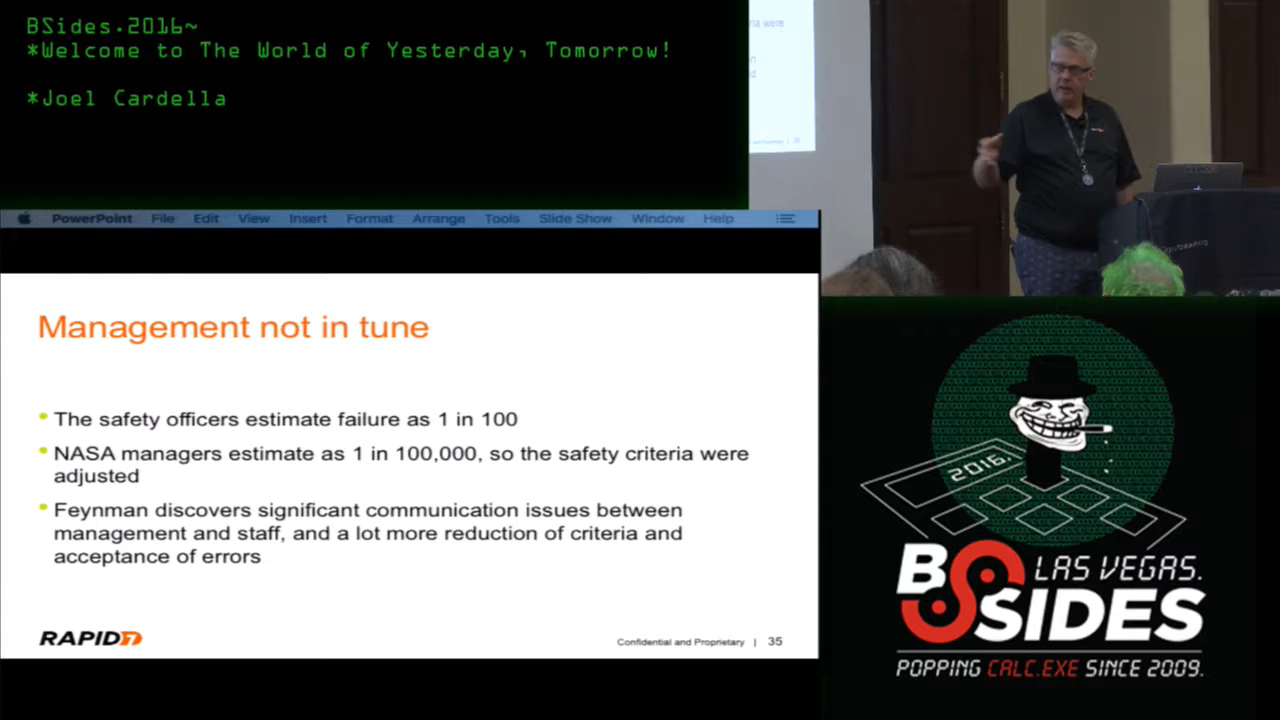 BSides.2016~
*Welcome to The World of Yesterday, Tomorrow!
*Joel Cardella
PowerPoint File Edit View Insert Format Arrange Tools Slide Show Window Help
Management not in tune
The safety officers estimate failure as 1 in 100
NASA managers estimate as 1 in 100,000, so the safety criteria were
adjusted
Feynman discovers significant communication issues between
management and staff, and a lot more reduction of criteria and
acceptance of errors
RAPID7
Confidential and Proprietary | 35
2016.
BSIDES
LAS VEGAS.
POPPING CALC.EXE SINCE 2009.